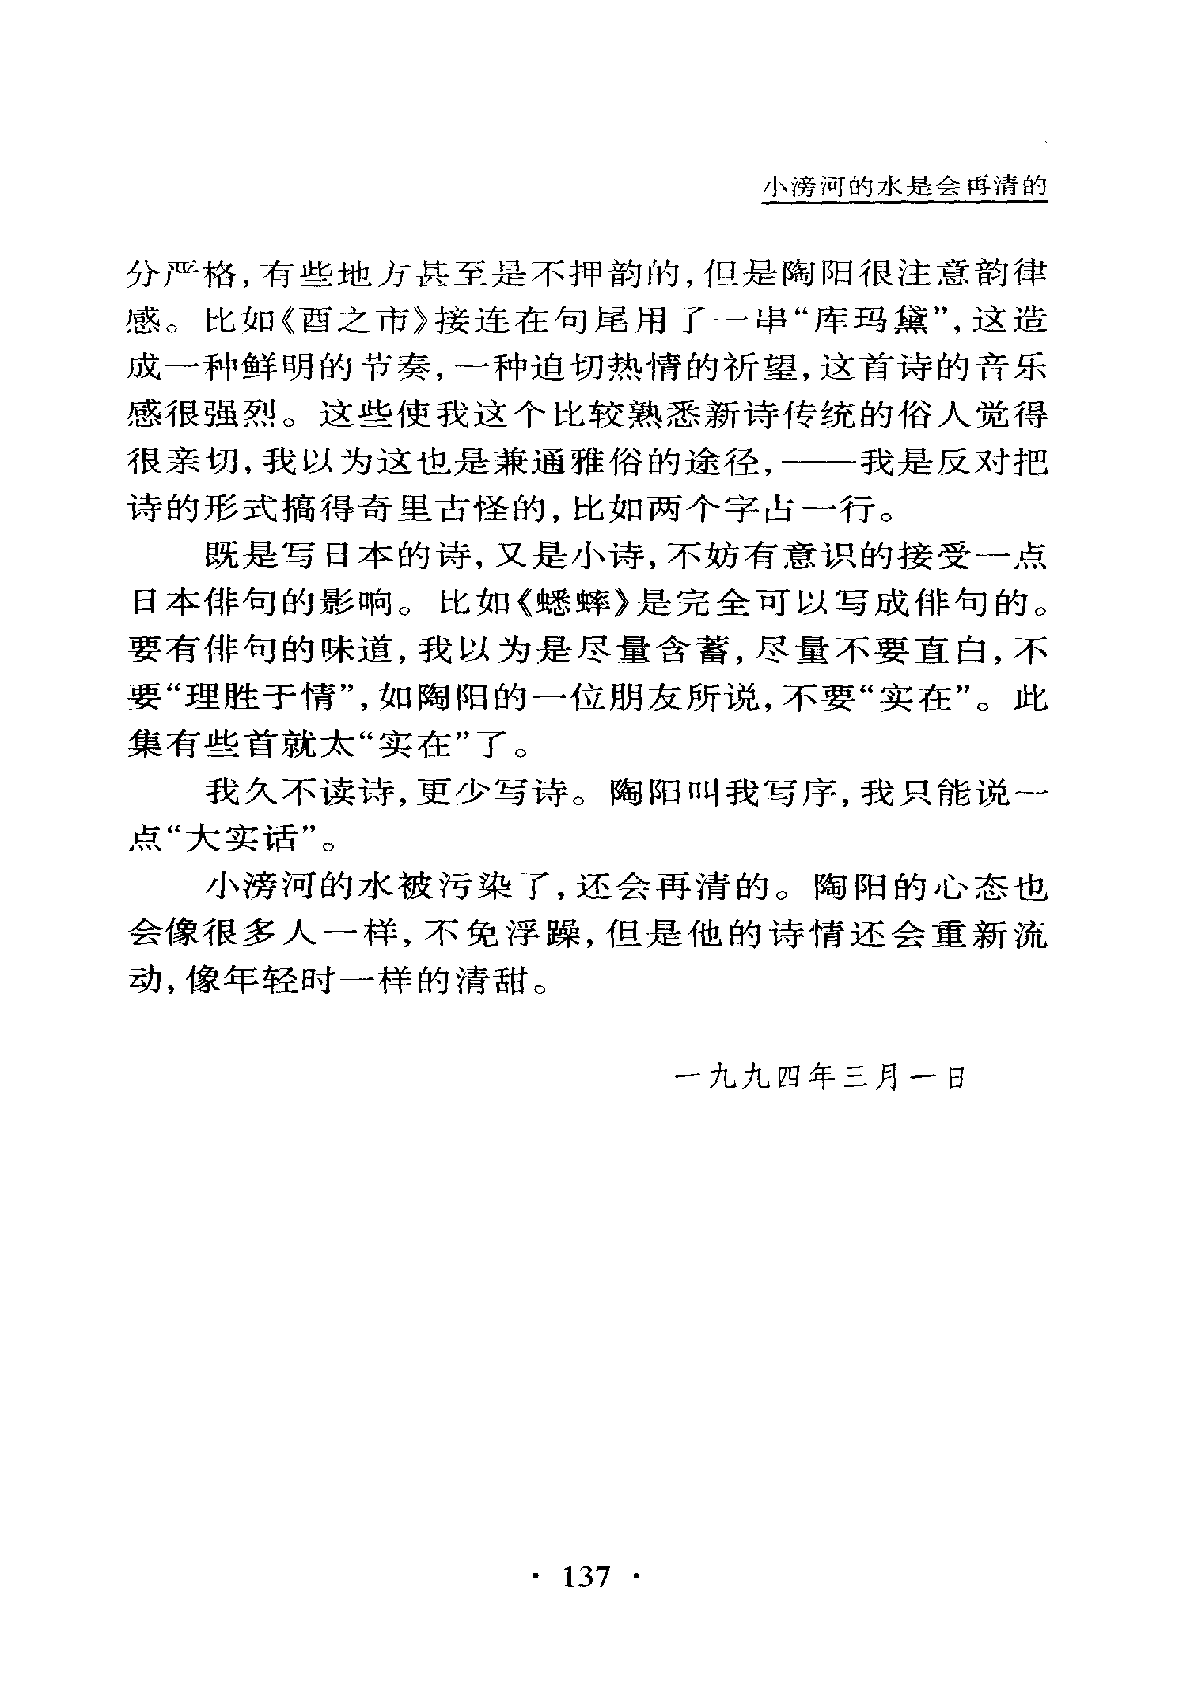 小滂河的水是会再清的
分严格,有些地方甚至是不押韵的,但是陶阳很注意韵律
感。比如《酉之市》接连在句尾用了一串“库玛黛”,这造
成一种鲜明的节奏,一种迫切热情的祈望,这首诗的音乐
感很强烈。这些使我这个比较熟悉新诗传统的俗人觉得
很亲切,我以为这也是兼通雅俗的途径,——我是反对把
诗的形式搞得奇里古怪的,比如两个字占一行。
既是写日本的诗,又是小诗,不妨有意识的接受一点
日本俳句的影响。比如《蟋蟀》是完全可以写成俳句的。
要有俳句的味道,我以为是尽量含蓄,尽量不要直白,不
要“理胜于情”,如陶阳的一位朋友所说,不要“实在”。此
集有些首就太“实在”了。
我久不读诗,更少写诗。陶阳叫我写序,我只能说一
点“大实话”。
小滂河的水被污染了,还会再清的。陶阳的心态也
会像很多人一样,不免浮躁,但是他的诗情还会重新流
动,像年轻时一样的清甜。
一九九四年三月一日
· 137 ·